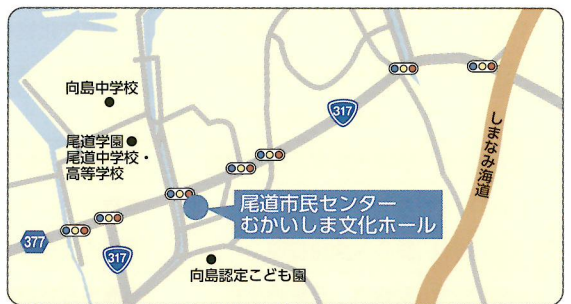 向島中学校
尾道学園
尾道中学校・
高等学校
317
しまなみ海道
尾道市民センター
むかいしま文化ホール
377
317
向島認定こども園